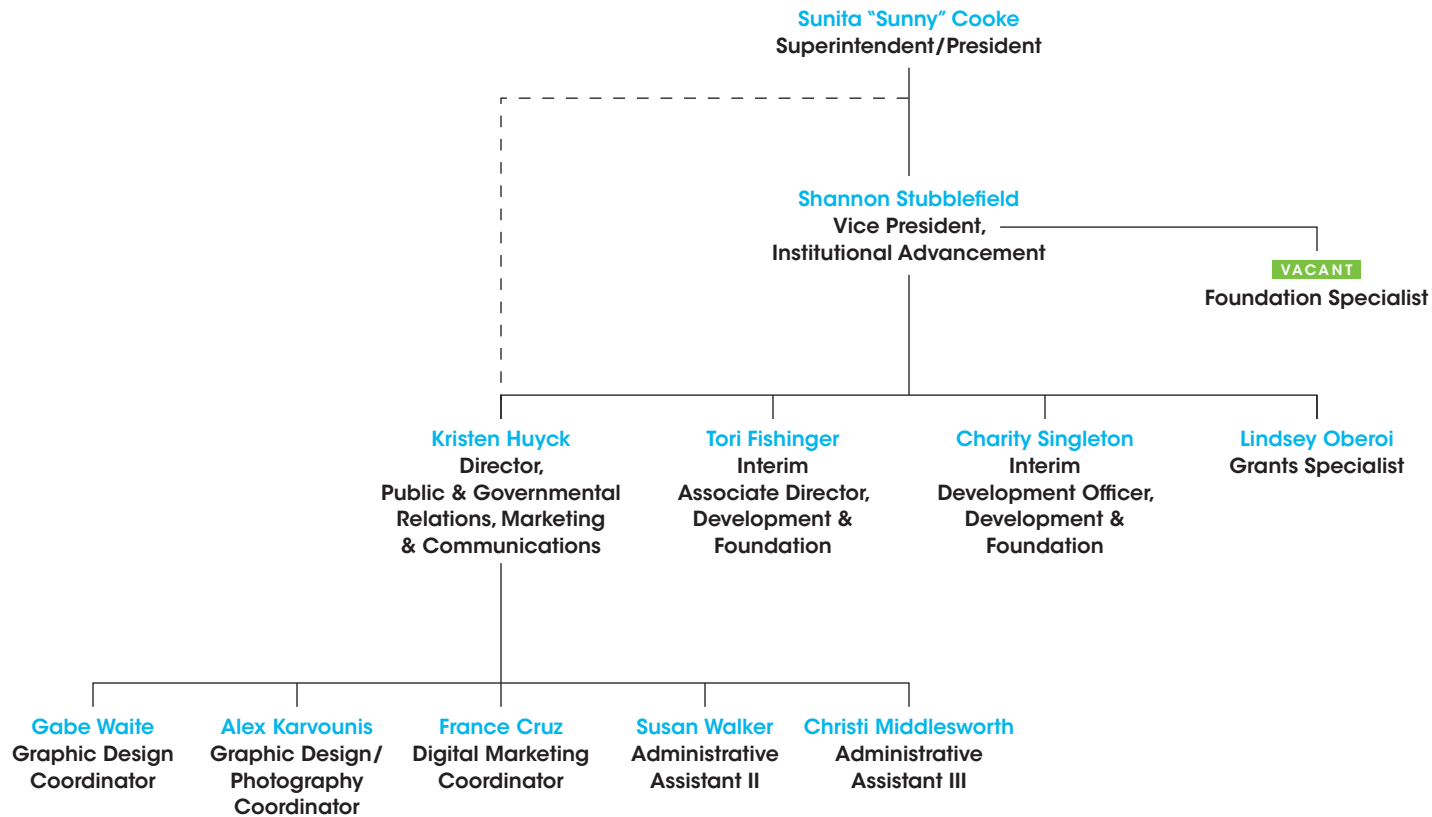 Sunita “Sunny” Cooke
Superintendent/President
Shannon Stubblefield
Vice President,
Institutional Advancement
VACANT
Foundation Specialist
Kristen Huyck
Director,
Public & Governmental
Relations, Marketing
& Communications
Tori Fishinger
Interim
Associate Director,
Development &
Foundation
Charity Singleton
Interim
Development Officer,
Development &
Foundation
Lindsey Oberoi
Grants Specialist
Gabe Waite
Graphic Design
Coordinator
Alex Karvounis
Graphic Design/
Photography
Coordinator
France Cruz
Digital Marketing
Coordinator
Susan Walker
Administrative
Assistant II
Christi Middlesworth
Administrative
Assistant III